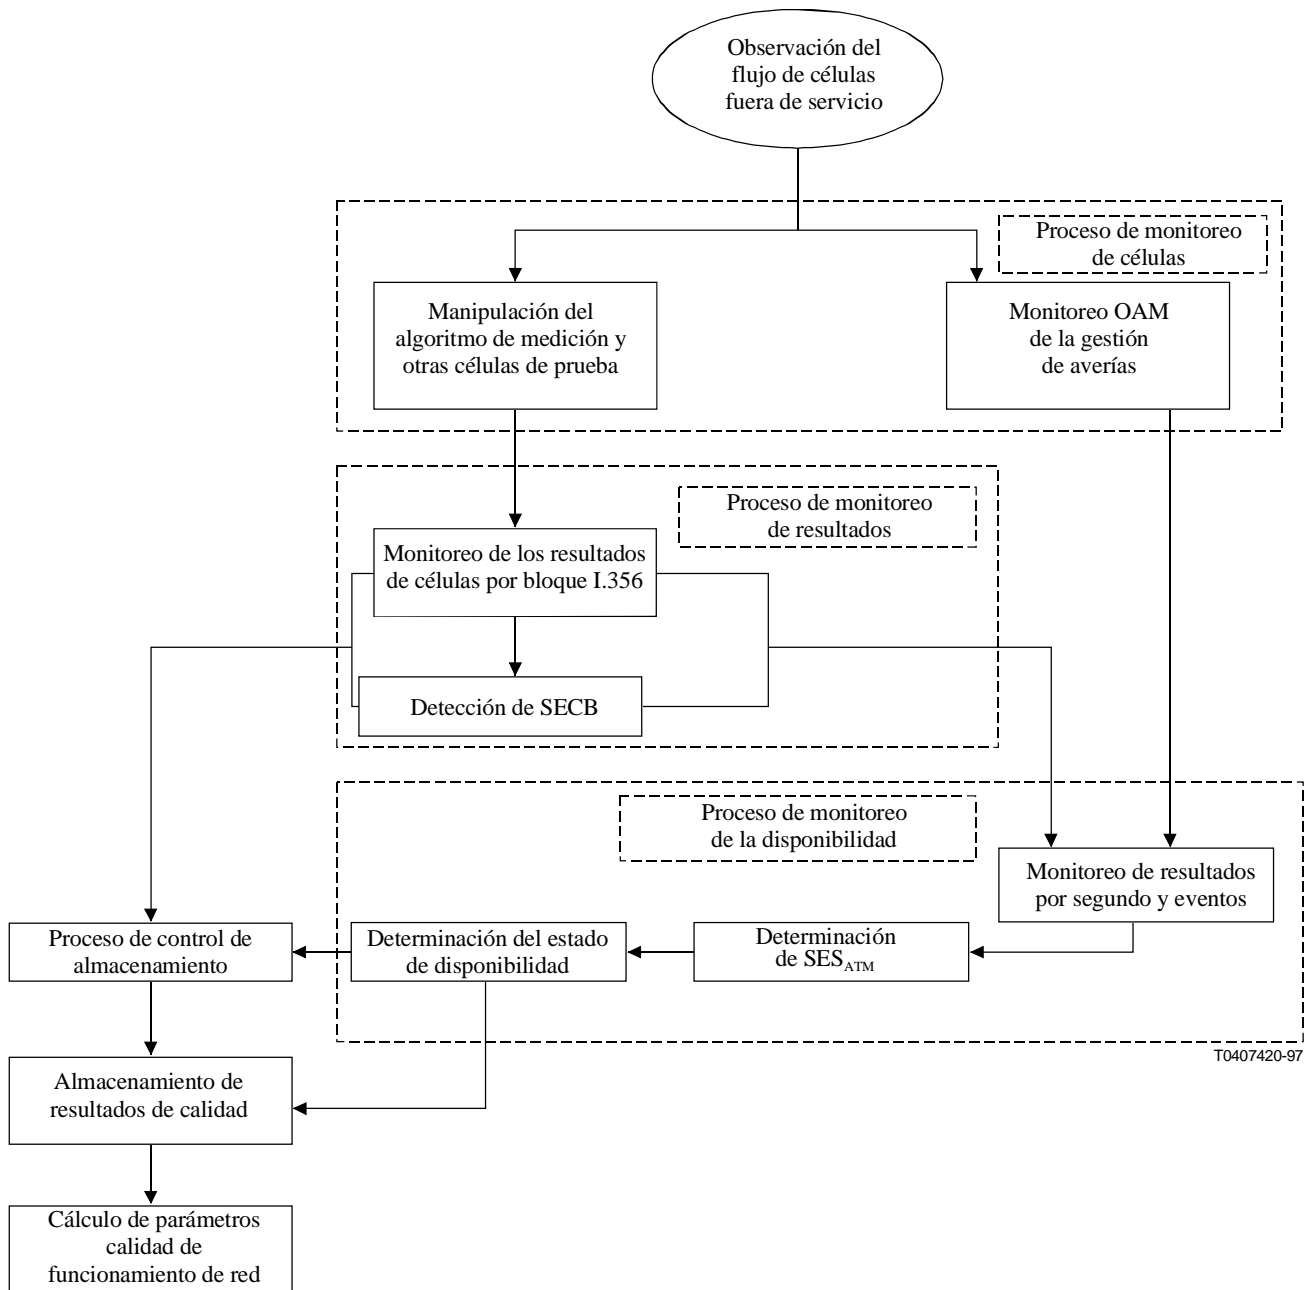 Observación del
flujo de células
fuera de servicio
Proceso de monitoreo
de células
Manipulación del
algoritmo de medición y
otras células de prueba
Monitoreo OAM
de la gestión
de averías
Proceso de monitoreo
de resultados
Monitoreo de los resultados
de células por bloque I.356
Detección de SECB
Proceso de monitoreo
de la disponibilidad
Monitoreo de resultados
por segundo y eventos
Proceso de control de
almacenamiento
Determinación del estado
de disponibilidad
Determinación
de SES ATM
T0407420-97
Almacenamiento de
resultados de calidad
Cálculo de parámetros
calidad de
funcionamiento de red